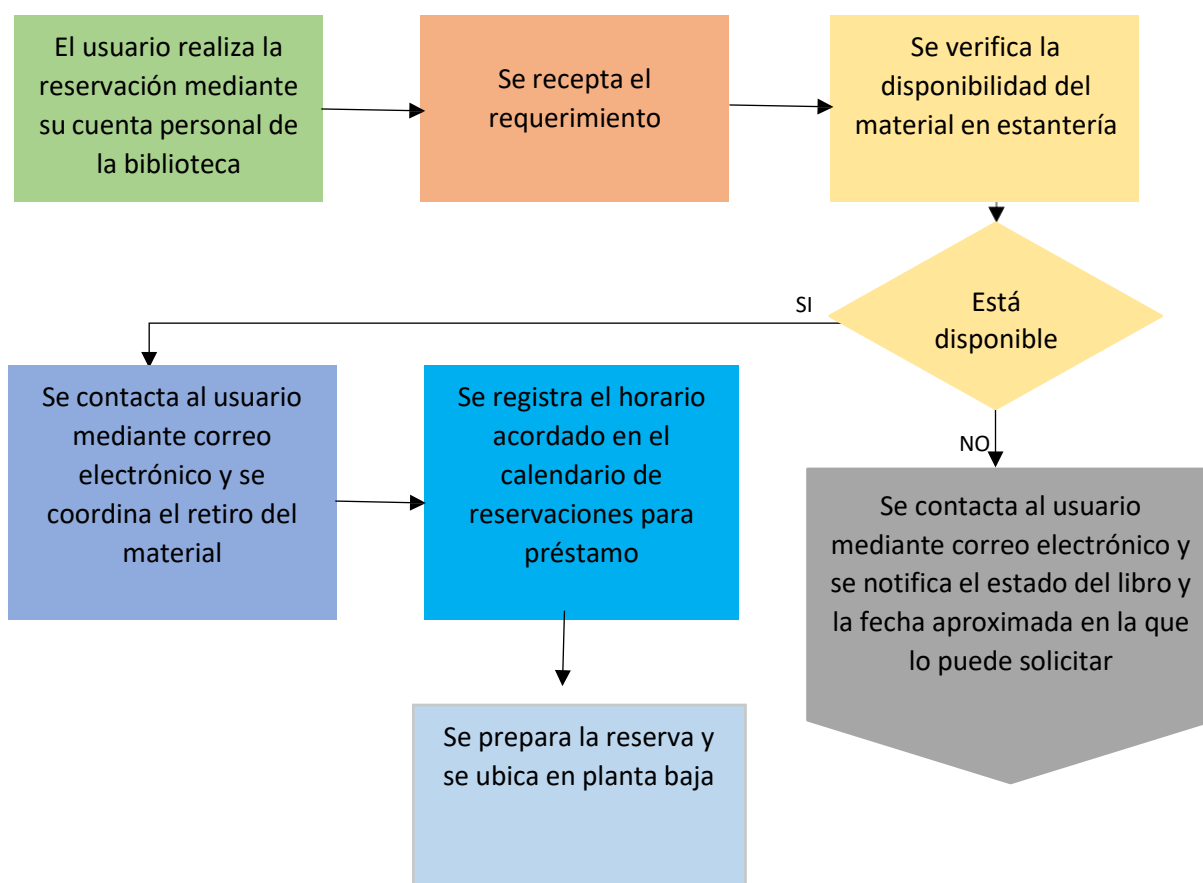 El usuario realiza la
reservación mediante
su cuenta personal de
la biblioteca
Se recepta el
requerimiento
Se verifica la
disponibilidad del
material en estantería
Está
disponible
SI
NO
Se contacta al usuario
mediante correo
electrónico y se
coordina el retiro del
material
Se registra el horario
acordado en el
calendario de
reservaciones para
préstamo
Se contacta al usuario
mediante correo electrónico y
se notifica el estado del libro y
la fecha aproximada en la que
lo puede solicitar
Se prepara la reserva y
se ubica en planta baja